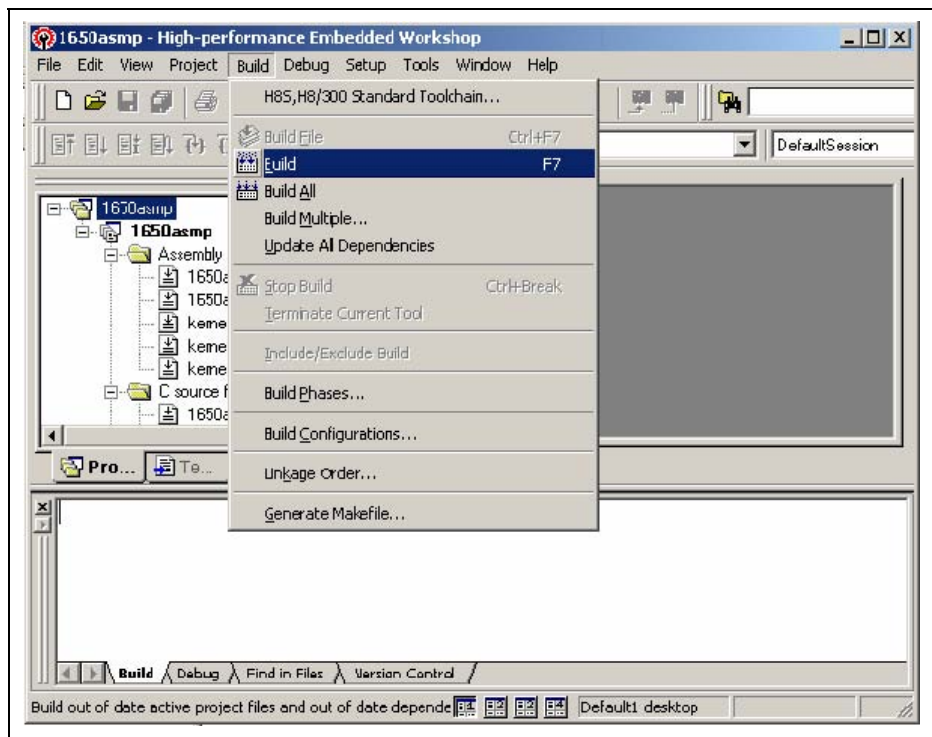 1650asmp - High-performance Embedded Workshop
File Edit View Project Build Debug Setup Tools Window Help
H8S,H8/300 Standard Toolchain...
Build File Ctrl+F7
Build F7
DefaultSession
Build All
Build Multiple...
Update All Dependencies
Stop Build Ctrl+Break
Terminate Current Tool
Include/Exclude Build
Build Phases...
Build Configurations...
Linkage Order...
Generate Makefile...
1650asmp
1650asmp
Assembly
1650a
1650a
kerne
kerne
kerne
C source f
1650a
Pro... Te...
Build Debug Find in Files Version Control
Build out of date active project files and out of date depende 1 2 3 4 Default1 desktop